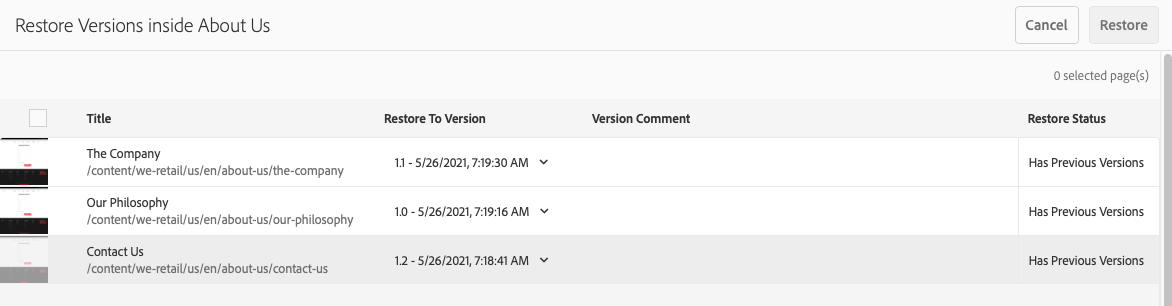 Restore Versions inside About Us
Cancel
Restore
0 selected page(s)
Title Restore To Version Version Comment Restore Status
The Company
/content/we-retail/us/en/about-us/the-company
1.1 - 5/26/2021, 7:19:30 AM
Has Previous Versions
Our Philosophy
/content/we-retail/us/en/about-us/our-philosophy
1.0 - 5/26/2021, 7:19:16 AM
Has Previous Versions
Contact Us
/content/we-retail/us/en/about-us/contact-us
1.2 - 5/26/2021, 7:18:41 AM
Has Previous Versions